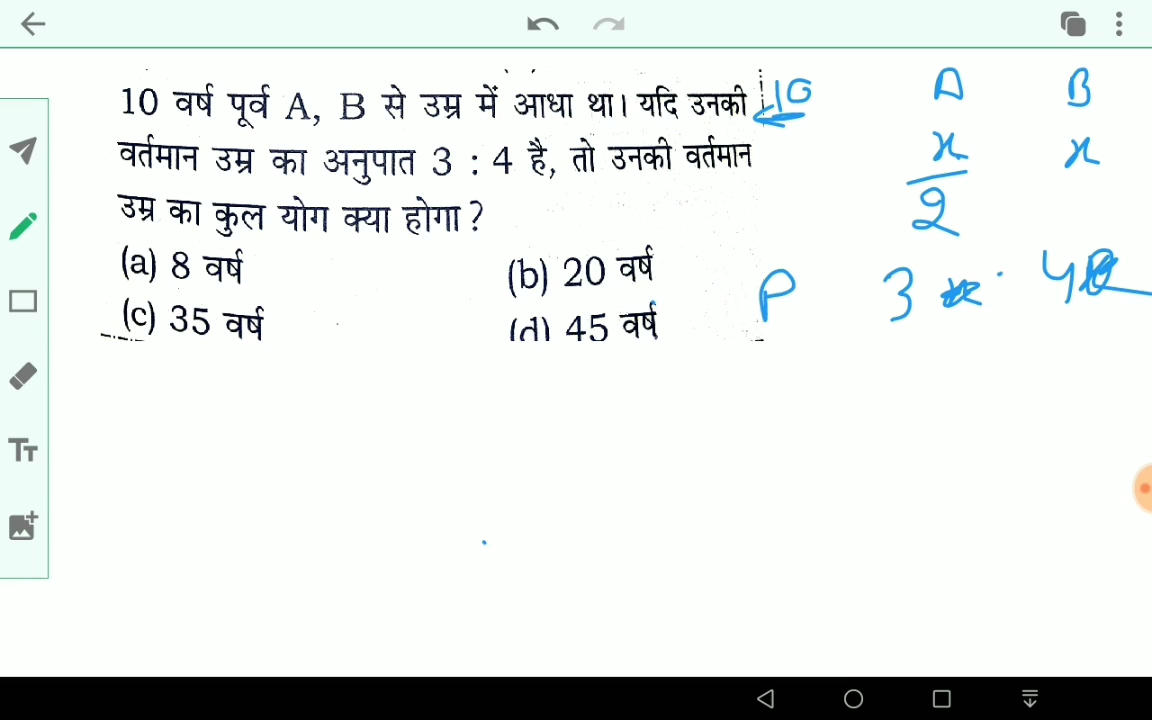 10 वर्ष पूर्व A, B से उम्र में आधा था। यदि उनकी
वर्तमान उम्र का अनुपात 3 : 4 है, तो उनकी वर्तमान
उम्र का कुल योग क्या होगा ?
(a) 8 वर्ष
(b) 20 वर्ष
(c) 35 वर्ष
(d) 45 वर्ष
10
A B
x x
2
P 3 4
TT